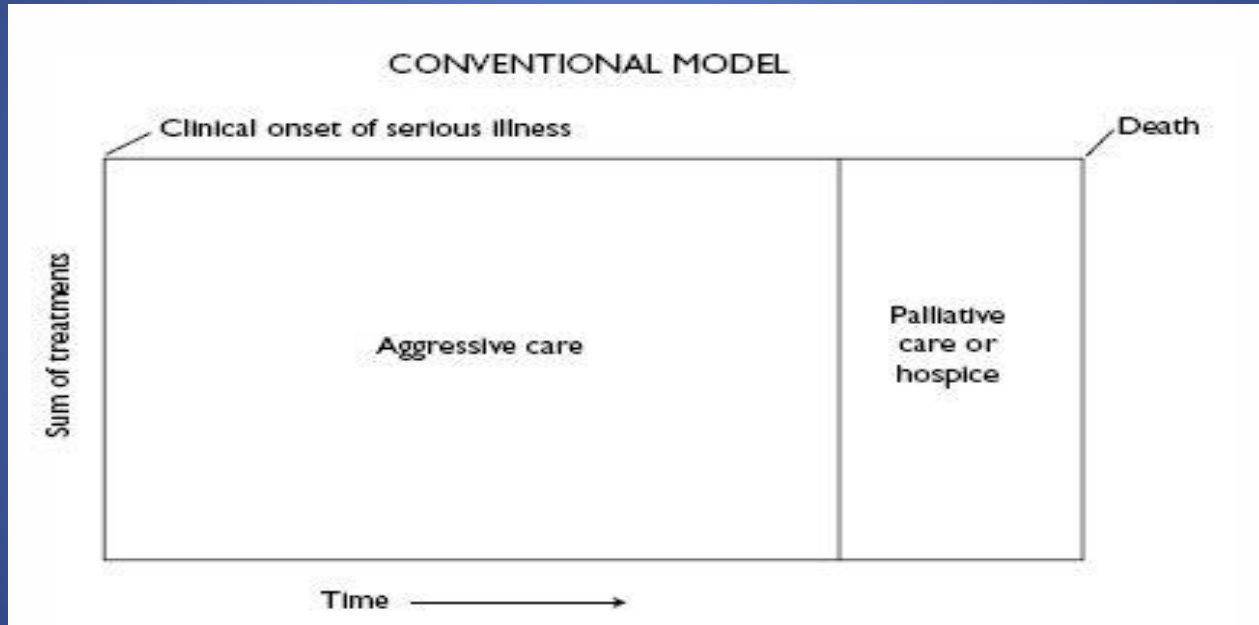 CONVENTIONAL MODEL
Clinical onset of serious illness
Death
Sum of treatments
Aggressive care
Palliative
care or
hospice
Time